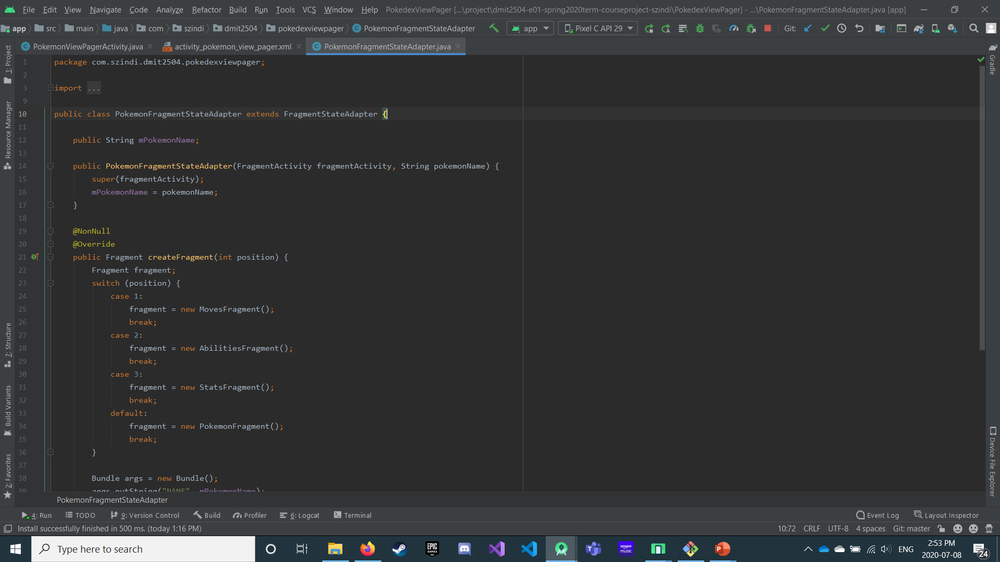 File Edit View Navigate Code Analyze Refactor Build Run Tools VCS Window Help PokedexViewPager [...\project\dmit2504-e01-spring2020term-courseproject-szindi\PokedexViewPager] - ...\PokemonFragmentStateAdapter.java [app]
app src main java com szindi dmit2504 pokedexviewpager PokemonFragmentStateAdapter app Pixel C API 29 Git:
PokemonViewPagerActivity.java activity_pokemon_view_pager.xml PokemonFragmentStateAdapter.java
1: Project
Resource Manager
7: Structure
Build Variants
2: Favorites
Gradle
Device File Explorer
1 package com.szindi.dmit2504.pokedexviewpager;
2
3 import ...
9
10 public class PokemonFragmentStateAdapter extends FragmentStateAdapter {
11
12 public String mPokemonName;
13
14 public PokemonFragmentStateAdapter(FragmentActivity fragmentActivity, String pokemonName) {
15 super(fragmentActivity);
16 mPokemonName = pokemonName;
17 }
18
19 @NonNull
20 @Override
21 public Fragment createFragment(int position) {
22 Fragment fragment;
23 switch (position) {
24 case 1:
25 fragment = new MovesFragment();
26 break;
27 case 2:
28 fragment = new AbilitiesFragment();
29 break;
30 case 3:
31 fragment = new StatsFragment();
32 break;
33 default:
34 fragment = new PokemonFragment();
35 break;
36 }
37
38 Bundle args = new Bundle();
39 args.putString("NAME", mPokemonName);
PokemonFragmentStateAdapter
4: Run TODO 9: Version Control Build Profiler 6: Logcat Terminal Event Log Layout Inspector
Install successfully finished in 500 ms. (today 1:16 PM) 10:72 CRLF UTF-8 4 spaces Git: master
Type here to search
EPIC GAMES
amazon music
ENG
2:53 PM
2020-07-08
24